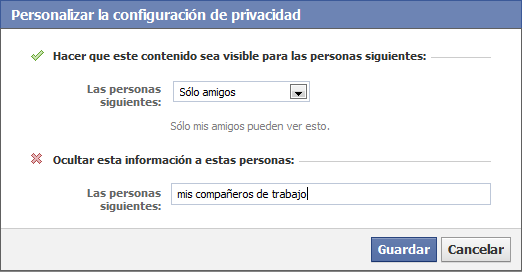 Personalizar la configuración de privacidad
Hacer que este contenido sea visible para las personas siguientes:
Las personas siguientes: Sólo amigos
Sólo mis amigos pueden ver esto.
Ocultar esta información a estas personas:
Las personas siguientes: mis compañeros de trabajo
Guardar Cancelar